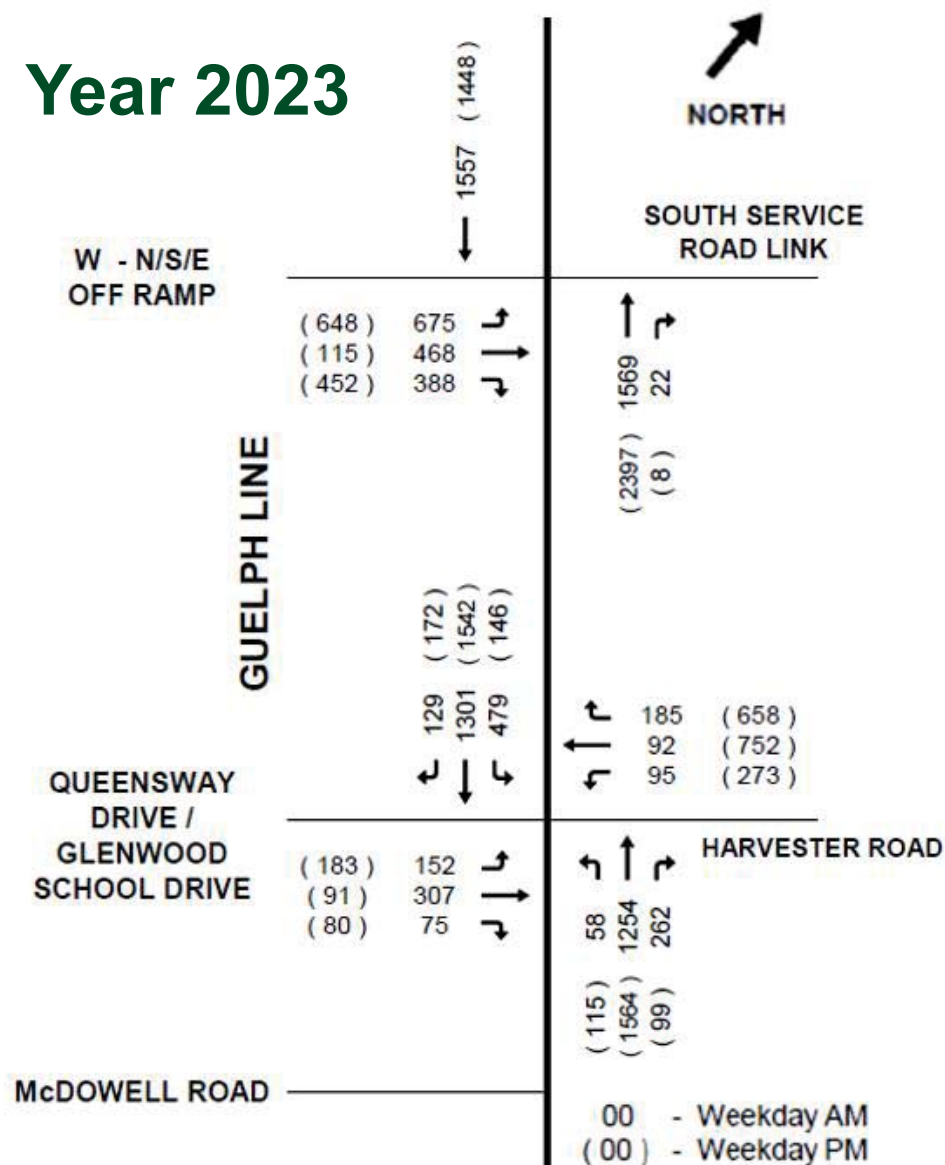 Year 2023
1557 (1448)
NORTH
SOUTH SERVICE
ROAD LINK
W - N/S/E
OFF RAMP
(648) 675
(115) 468
(452) 388
1569 (2397)
22 (8)
GUELPH LINE
129 (172)
1301 (1542)
479 (146)
185 (658)
92 (752)
95 (273)
QUEENSWAY
DRIVE /
GLENWOOD
SCHOOL DRIVE
HARVESTER ROAD
(183) 152
(91) 307
(80) 75
58 (115)
1254 (1564)
262 (99)
McDOWELL ROAD
00 - Weekday AM
(00) - Weekday PM